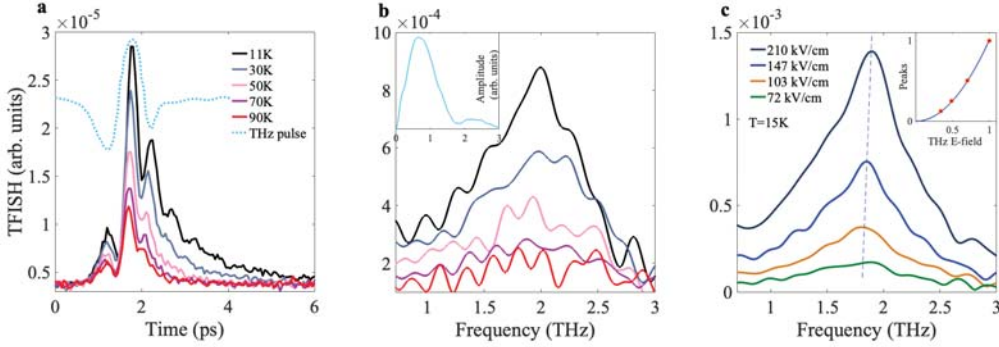 a
×10⁻⁵
3
2.5
2
1.5
1
0.5
TFISH (arb. units)
11K
30K
50K
70K
90K
THz pulse
0 2 4 6
Time (ps)
b
×10⁻⁴
10
8
6
4
2
Amplitude
(arb. units)
0 1 2 3
1 1.5 2 2.5 3
Frequency (THz)
c
×10⁻³
1.5
1
0.5
0
210 kV/cm
147 kV/cm
103 kV/cm
72 kV/cm
T=15K
Peaks
1
0
0.5 1
THz E-field
1 1.5 2 2.5 3
Frequency (THz)